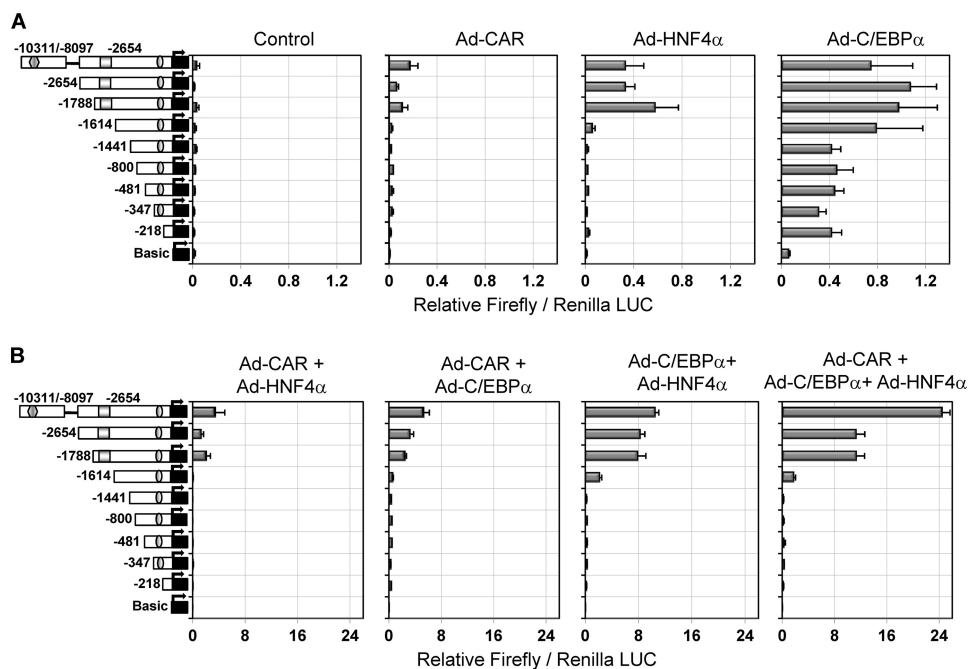 A
-10311/-8097 -2654
Control
Ad-CAR
Ad-HNF4α
Ad-C/EBPα
-2654
-1788
-1614
-1441
-800
-481
-347
-218
Basic
0 0.4 0.8 1.2
0 0.4 0.8 1.2
0 0.4 0.8 1.2
0 0.4 0.8 1.2
Relative Firefly / Renilla LUC
B
-10311/-8097 -2654
Ad-CAR +
Ad-HNF4α
Ad-CAR +
Ad-C/EBPα
Ad-C/EBPα+
Ad-HNF4α
Ad-CAR +
Ad-C/EBPα+ Ad-HNF4α
-2654
-1788
-1614
-1441
-800
-481
-347
-218
Basic
0 8 16 24
0 8 16 24
0 8 16 24
0 8 16 24
Relative Firefly / Renilla LUC